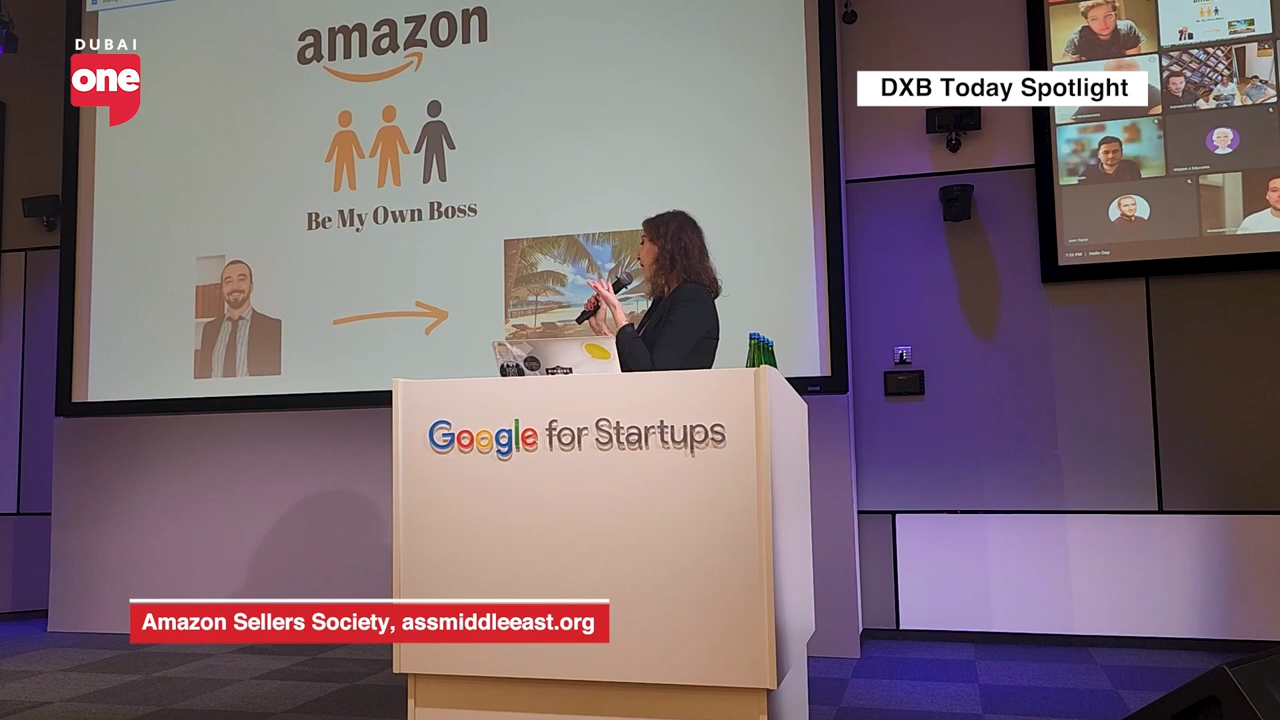 DUBAI
one
DXB Today Spotlight
amazon
Be My Own Boss
Google for Startups
Amazon Sellers Society, assmiddleeast.org